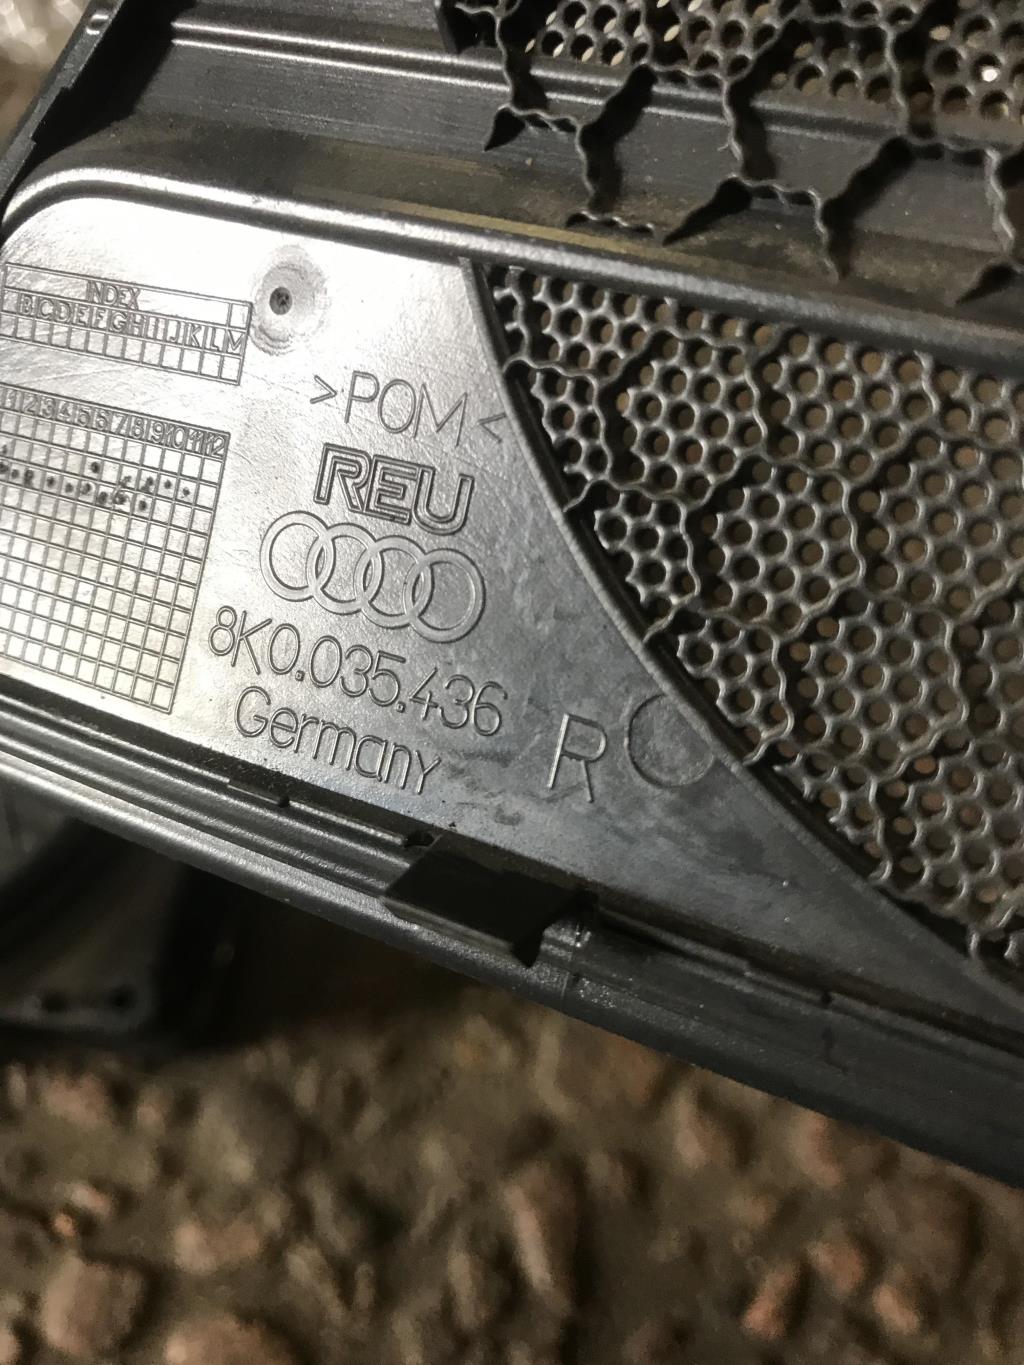 INDEX
B C D E F G H I J K L M
1 2 3 4 5 6 7 8 9 10 11 12
>POM<
REU
8K0.035.436
Germany
R